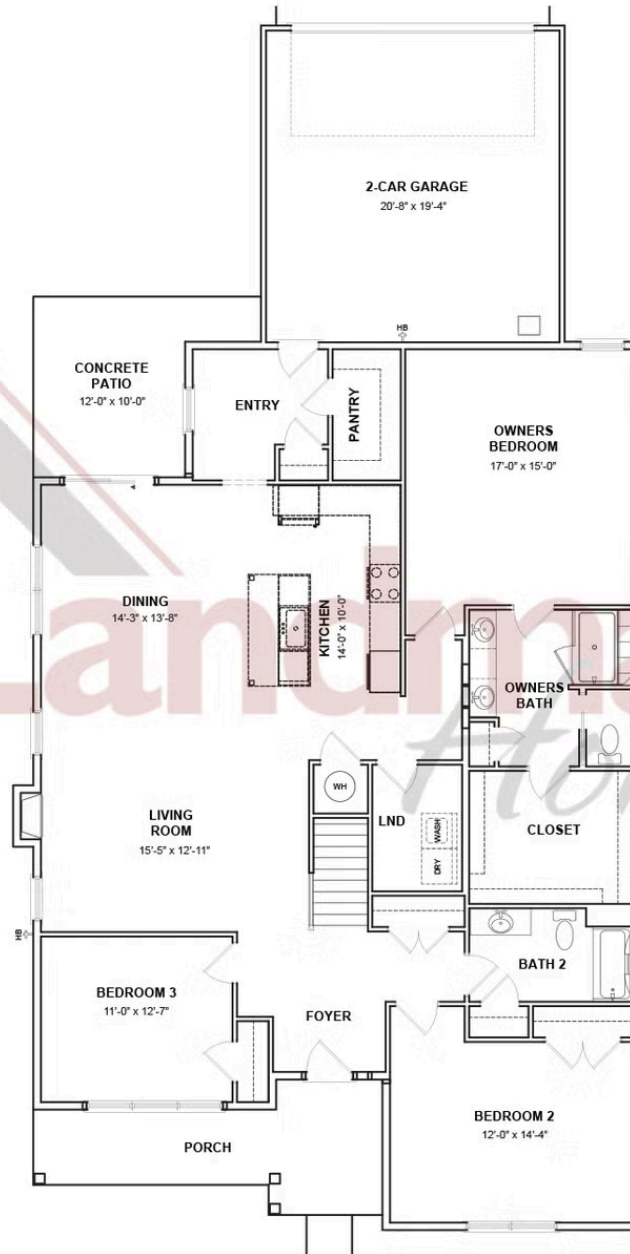 2-CAR GARAGE
20'-8" x 19'-4"
HB
CONCRETE
PATIO
12'-0" x 10'-0"
ENTRY
PANTRY
OWNERS
BEDROOM
17'-0" x 15'-0"
DINING
14'-3" x 13'-8"
KITCHEN
14'-0" x 10'-0"
OWNERS
BATH
Landma
Ho
WH
LND
WASH
DRY
CLOSET
LIVING
ROOM
15'-5" x 12'-11"
HB
BATH 2
BEDROOM 3
11'-0" x 12'-7"
FOYER
BEDROOM 2
12'-0" x 14'-4"
PORCH